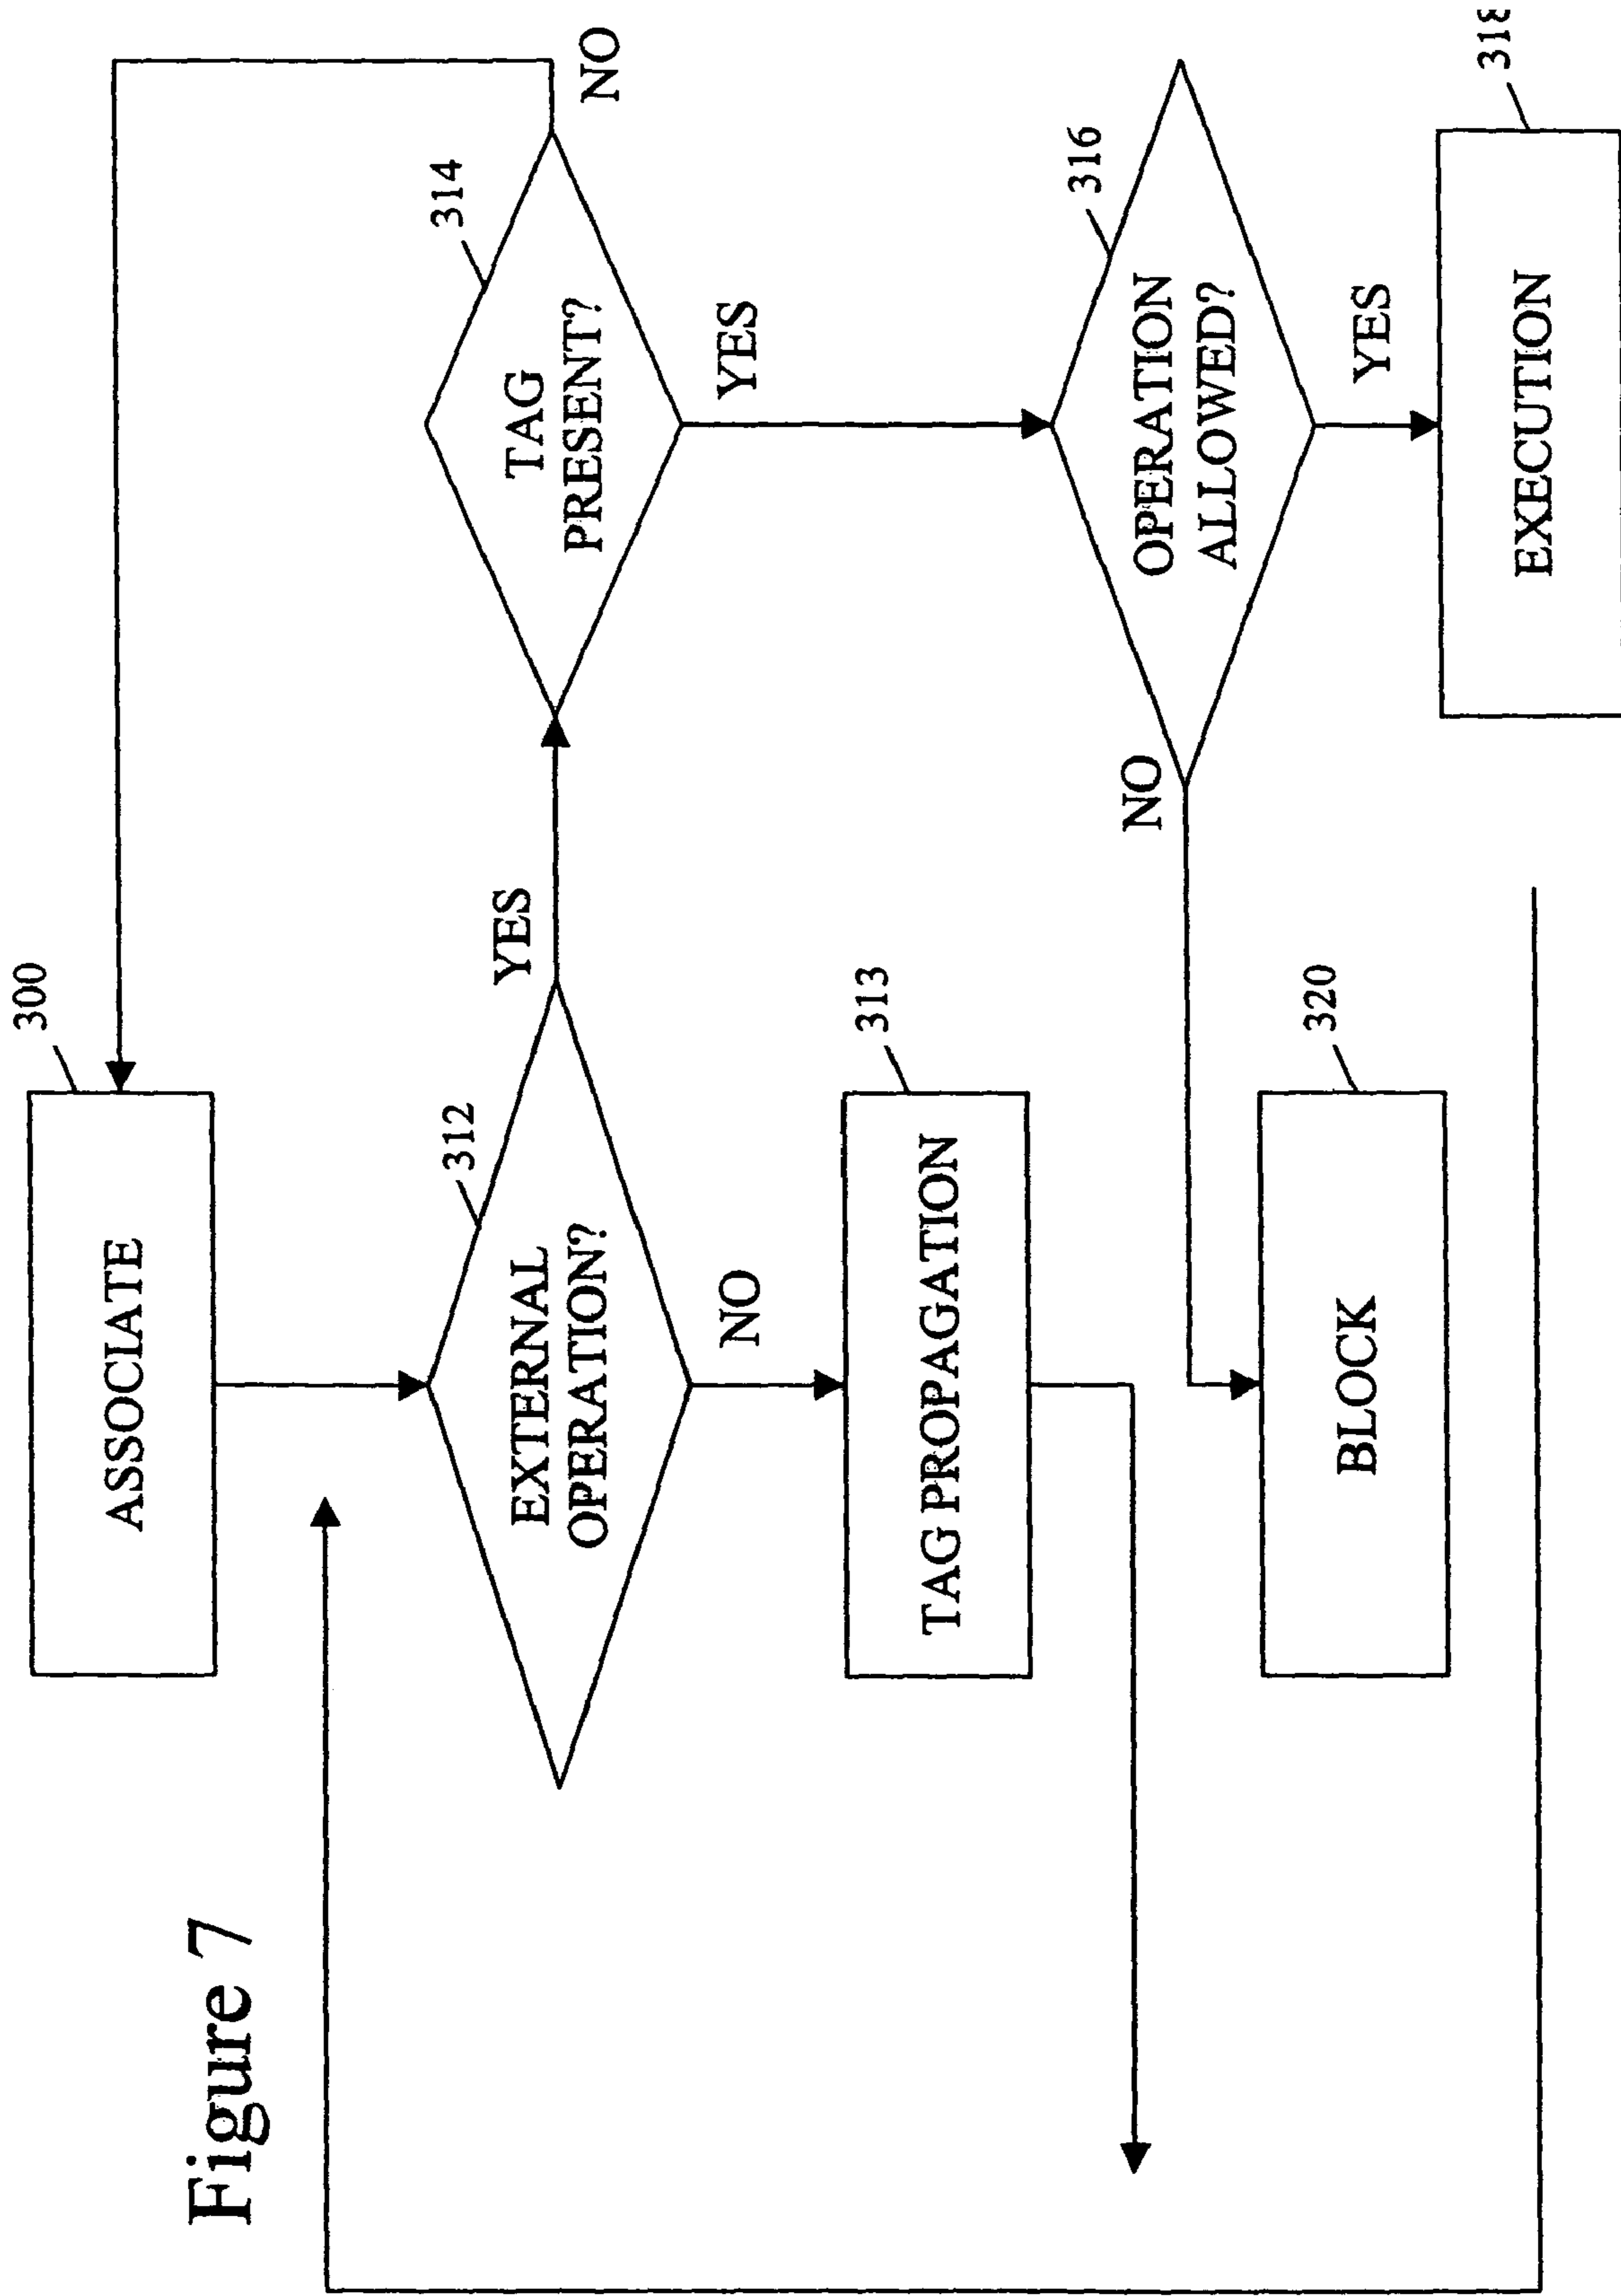 Figure 7
300
ASSOCIATE
312
EXTERNAL
OPERATION?
YES
NO
314
TAG
PRESENT?
NO
YES
313
TAG PROPAGATION
316
OPERATION
ALLOWED?
NO
YES
320
BLOCK
318
EXECUTION